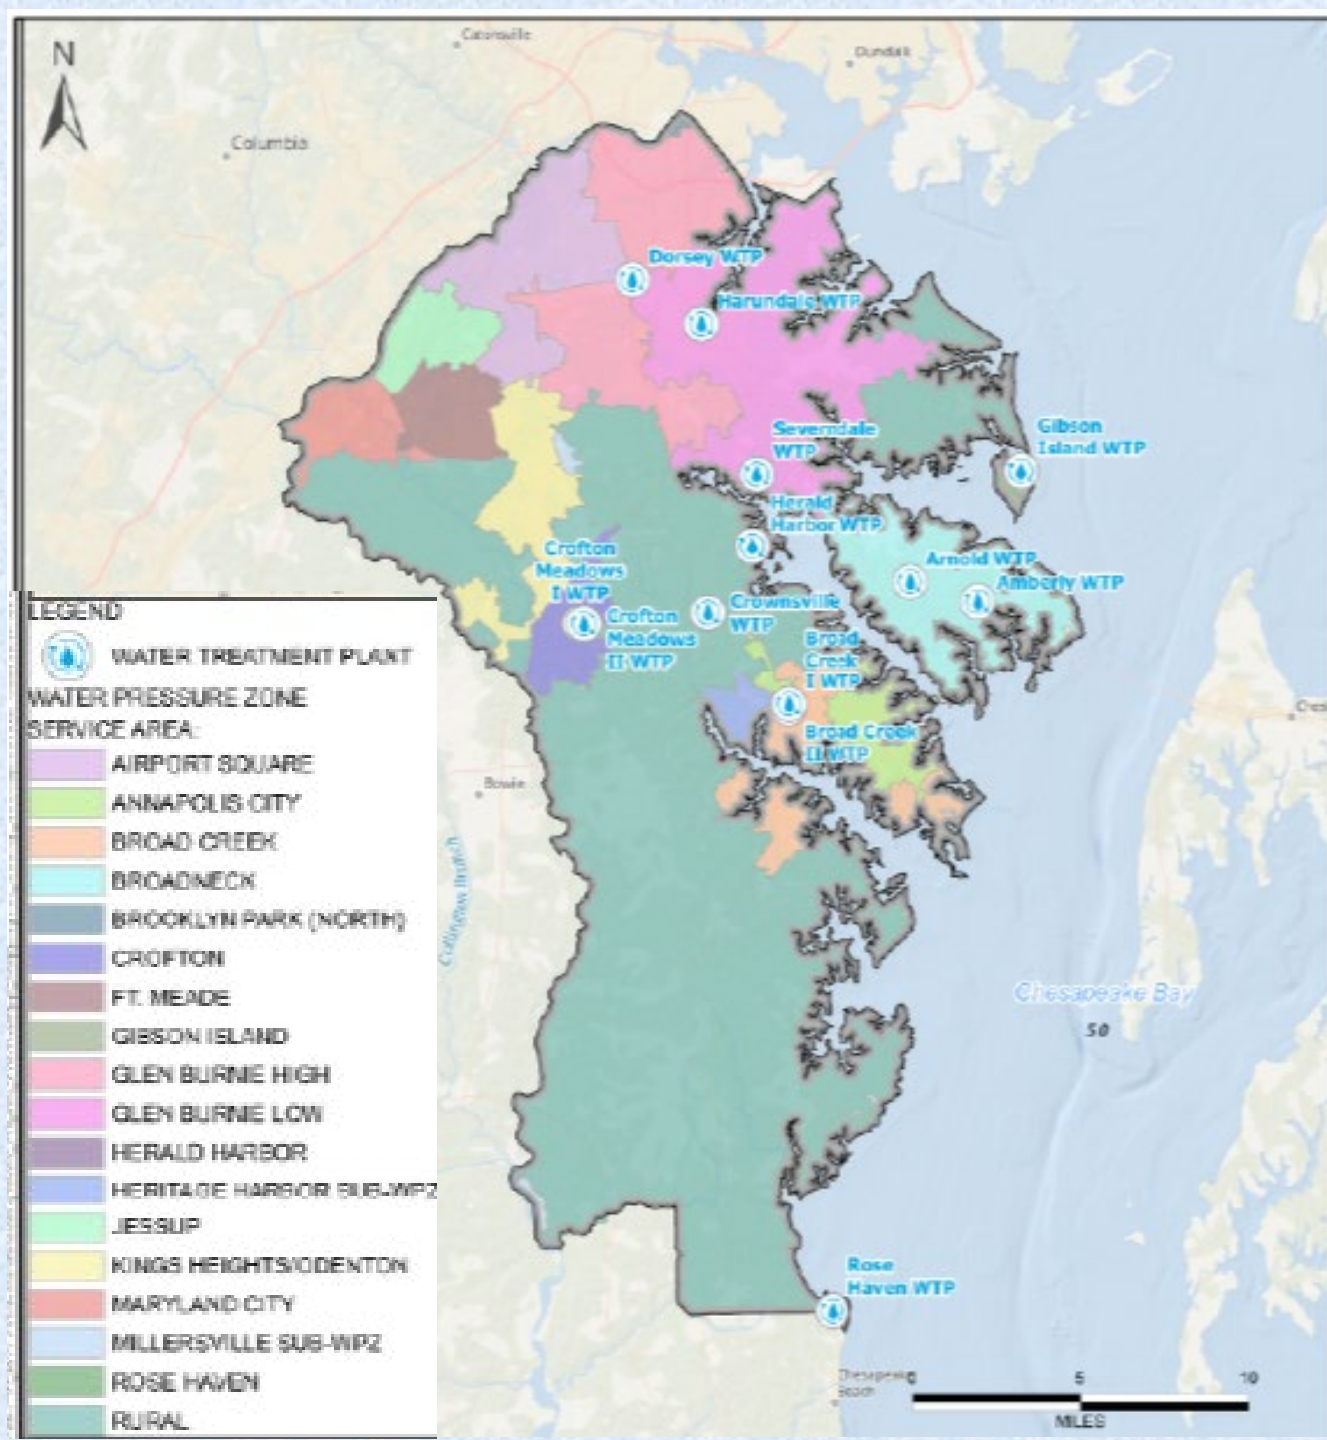 N
Catonsville
Dundalk
Columbia
Dorsey WTP
Harundale WTP
Severndale
WTP
Gibson
Island WTP
Herald
Harbor WTP
Crofton
Meadows
I WTP
Arnold WTP
Amberly WTP
Crownsville
WTP
Crofton
Meadows
II WTP
Broad
Creek
I WTP
Broad Creek
II WTP
Bowie
Collington Branch
Chesapeake Bay
50
Rose
Haven WTP
Chesapeake
Beach
0 5 10
MILES
LEGEND
WATER TREATMENT PLANT
WATER PRESSURE ZONE
SERVICE AREA:
AIRPORT SQUARE
ANNAPOLIS CITY
BROAD CREEK
BROADNECK
BROOKLYN PARK (NORTH)
CROFTON
FT. MEADE
GIBSON ISLAND
GLEN BURNIE HIGH
GLEN BURNIE LOW
HERALD HARBOR
HERITAGE HARBOR SUB-WPZ
JESSUP
KINGS HEIGHTS/ODENTON
MARYLAND CITY
MILLERSVILLE SUB-WPZ
ROSE HAVEN
RURAL